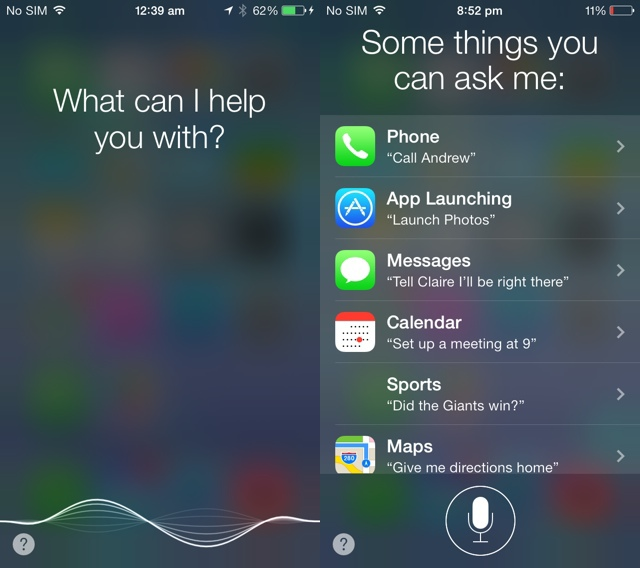 No SIM 12:39 am 62%
What can I help
you with?
?
No SIM 8:52 pm 11%
Some things you
can ask me:
Phone
“Call Andrew”
App Launching
“Launch Photos”
Messages
“Tell Claire I’ll be right there”
Calendar
“Set up a meeting at 9”
Sports
“Did the Giants win?”
280
Maps
“Give me directions home”
?